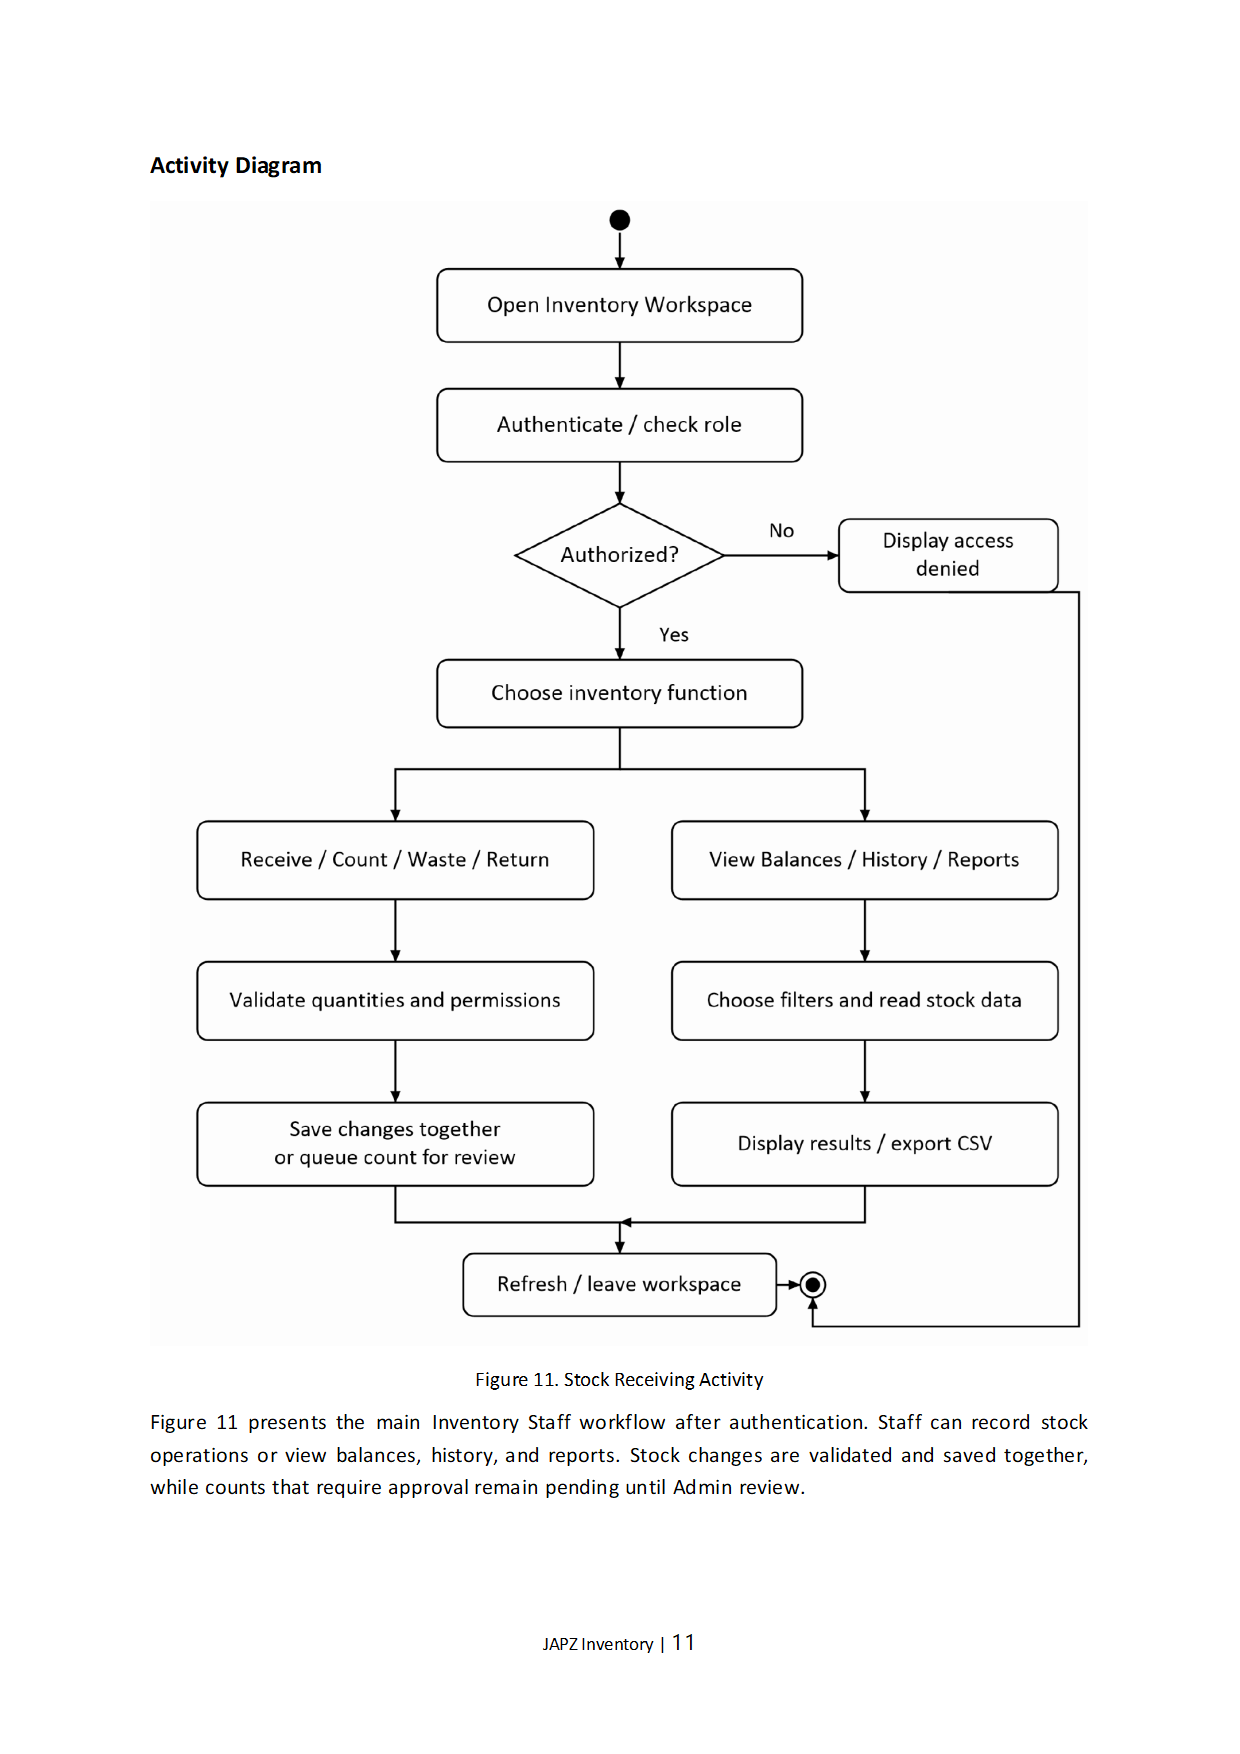 Activity Diagram
Open Inventory Workspace
Authenticate / check role
Authorized?
No
Display access
denied
Yes
Choose inventory function
Receive / Count / Waste / Return
View Balances / History / Reports
Validate quantities and permissions
Choose filters and read stock data
Save changes together
or queue count for review
Display results / export CSV
Refresh / leave workspace
Figure 11. Stock Receiving Activity
Figure 11 presents the main Inventory Staff workflow after authentication. Staff can record stock
operations or view balances, history, and reports. Stock changes are validated and saved together,
while counts that require approval remain pending until Admin review.
JAPZ Inventory | 11